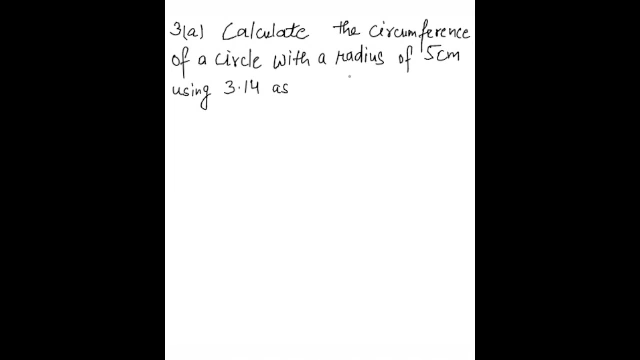 3(a) Calculate the circumference
of a circle with a radius of 5cm
using 3.14 as